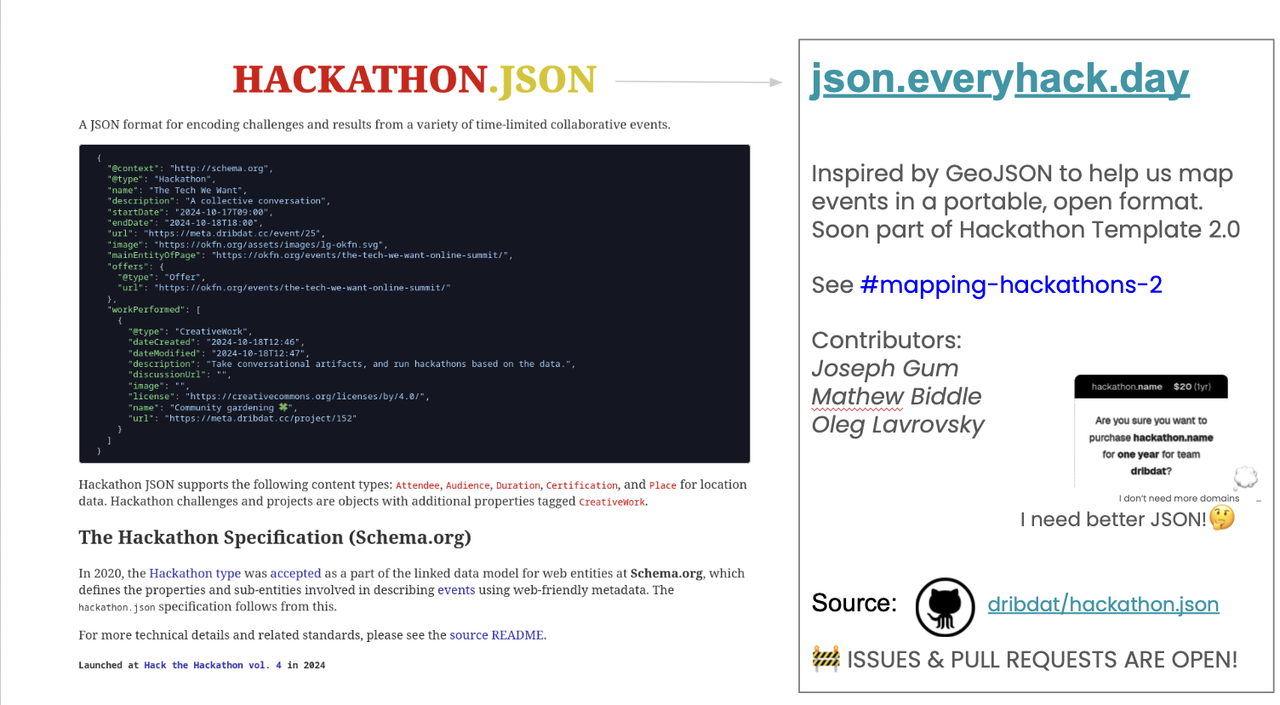 HACKATHON.JSON
A JSON format for encoding challenges and results from a variety of time-limited collaborative events.
{
"@context": "http://schema.org",
"@type": "Hackathon",
"name": "The Tech We Want",
"description": "A collective conversation",
"startDate": "2024-10-17T09:00",
"endDate": "2024-10-18T18:00",
"url": "https://meta.dribdat.cc/event/25",
"image": "https://okfn.org/assets/images/lg-okfn.svg",
"mainEntityOfPage": "https://okfn.org/events/the-tech-we-want-online-summit/",
"offers": {
"@type": "Offer",
"url": "https://okfn.org/events/the-tech-we-want-online-summit/"
},
"workPerformed": [
{
"@type": "CreativeWork",
"dateCreated": "2024-10-18T12:46",
"dateModified": "2024-10-18T12:47",
"description": "Take conversational artifacts, and run hackathons based on the data.",
"discussionUrl": "",
"image": "",
"license": "https://creativecommons.org/licenses/by/4.0/",
"name": "Community gardening 🍀",
"url": "https://meta.dribdat.cc/project/152"
}
]
}
Hackathon JSON supports the following content types: Attendee, Audience, Duration, Certification, and Place for location
data. Hackathon challenges and projects are objects with additional properties tagged CreativeWork.
The Hackathon Specification (Schema.org)
In 2020, the Hackathon type was accepted as a part of the linked data model for web entities at Schema.org, which
defines the properties and sub-entities involved in describing events using web-friendly metadata. The
hackathon.json specification follows from this.
For more technical details and related standards, please see the source README.
Launched at Hack the Hackathon vol. 4 in 2024
json.everyhack.day
Inspired by GeoJSON to help us map
events in a portable, open format.
Soon part of Hackathon Template 2.0
See #mapping-hackathons-2
Contributors:
Joseph Gum
Mathew Biddle
Oleg Lavrovsky
hackathon.name $20 (1yr)
Are you sure you want to
purchase hackathon.name
for one year for team
dribdat?
I don't need more domains
I need better JSON!🤔
Source: dribdat/hackathon.json
🚧 ISSUES & PULL REQUESTS ARE OPEN!